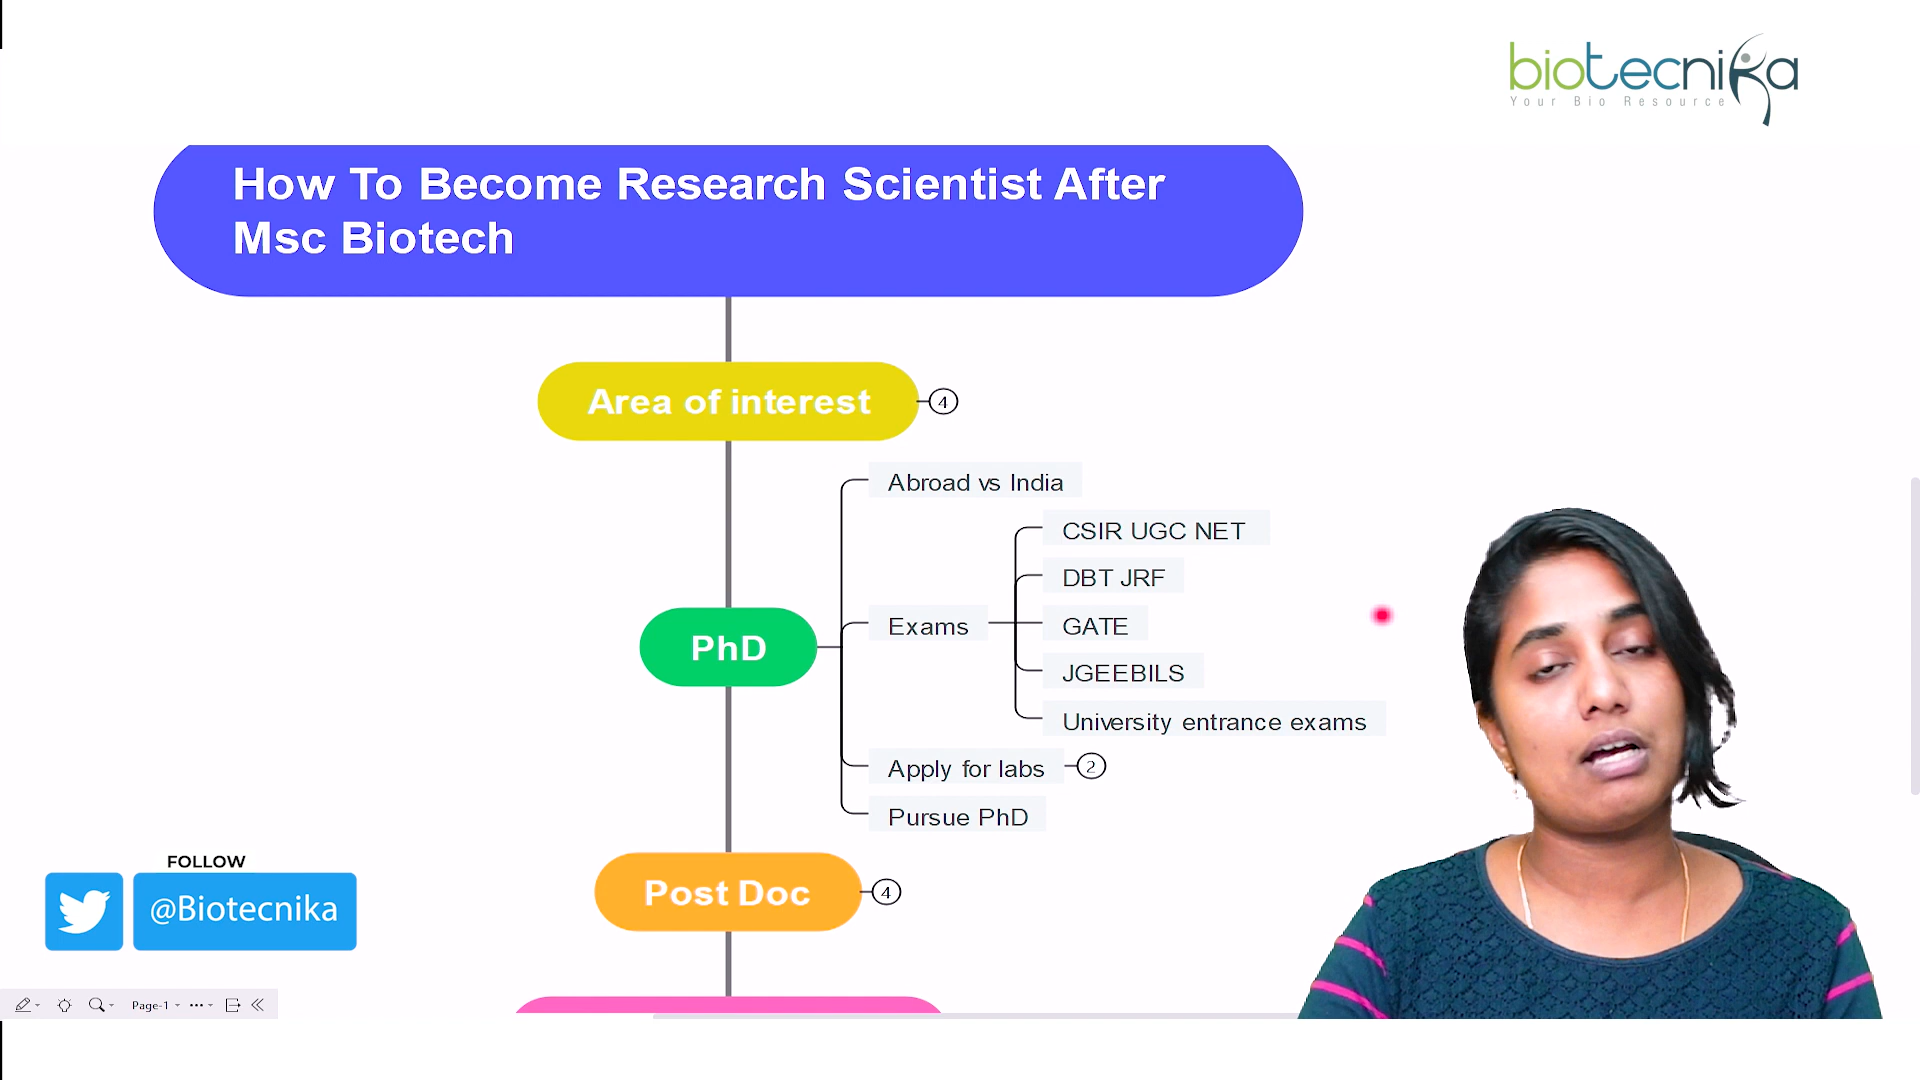 biotecnika
Your Bio Resource
How To Become Research Scientist After
Msc Biotech
Area of interest
4
Abroad vs India
CSIR UGC NET
DBT JRF
PhD
Exams
GATE
JGEEBILS
University entrance exams
Apply for labs
2
Pursue PhD
Post Doc
4
FOLLOW
@Biotecnika
Page-1